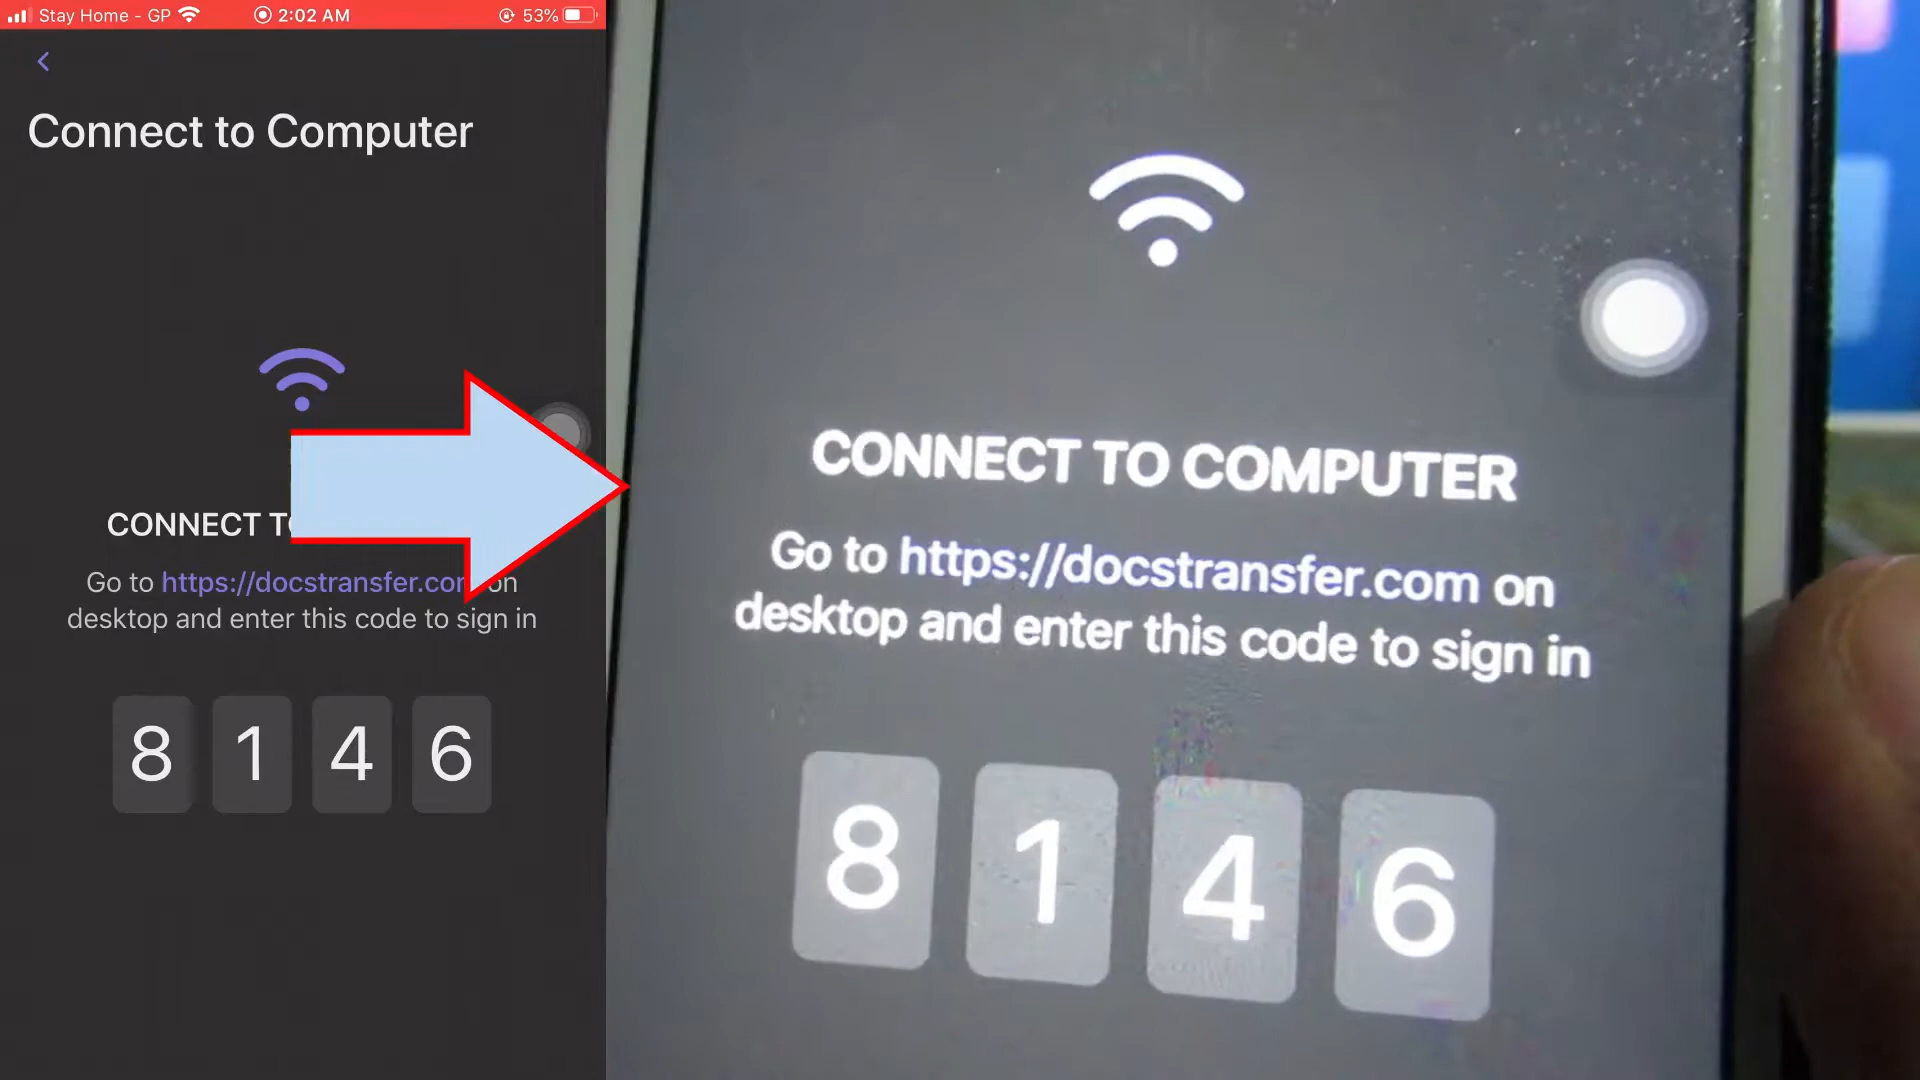 Stay Home - GP
2:02 AM
53%
Connect to Computer
CONNECT TO
Go to https://docstransfer.com on
desktop and enter this code to sign in
8 1 4 6
CONNECT TO COMPUTER
Go to https://docstransfer.com on
desktop and enter this code to sign in
8 1 4 6